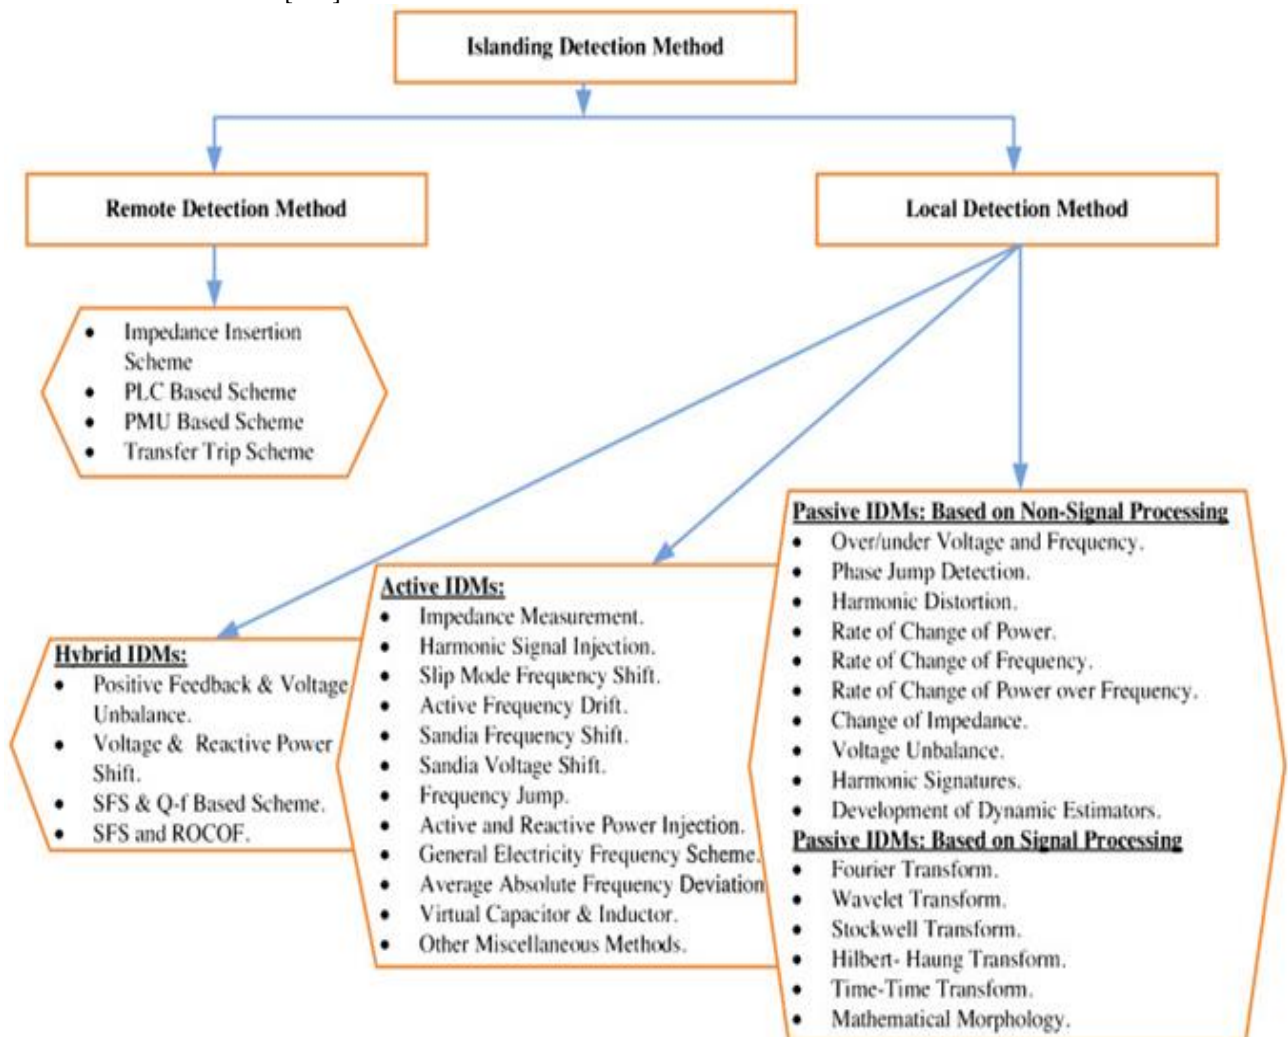 Islanding Detection Method
Remote Detection Method
Local Detection Method
• Impedance Insertion
Scheme
• PLC Based Scheme
• PMU Based Scheme
• Transfer Trip Scheme
Hybrid IDMs:
• Positive Feedback & Voltage
Unbalance.
• Voltage & Reactive Power
Shift.
• SFS & Q-f Based Scheme.
• SFS and ROCOF.
Active IDMs:
• Impedance Measurement.
• Harmonic Signal Injection.
• Slip Mode Frequency Shift.
• Active Frequency Drift.
• Sandia Frequency Shift.
• Sandia Voltage Shift.
• Frequency Jump.
• Active and Reactive Power Injection.
• General Electricity Frequency Scheme.
• Average Absolute Frequency Deviation
• Virtual Capacitor & Inductor.
• Other Miscellaneous Methods.
Passive IDMs: Based on Non-Signal Processing
• Over/under Voltage and Frequency.
• Phase Jump Detection.
• Harmonic Distortion.
• Rate of Change of Power.
• Rate of Change of Frequency.
• Rate of Change of Power over Frequency.
• Change of Impedance.
• Voltage Unbalance.
• Harmonic Signatures.
• Development of Dynamic Estimators.
Passive IDMs: Based on Signal Processing
• Fourier Transform.
• Wavelet Transform.
• Stockwell Transform.
• Hilbert- Haung Transform.
• Time-Time Transform.
• Mathematical Morphology.